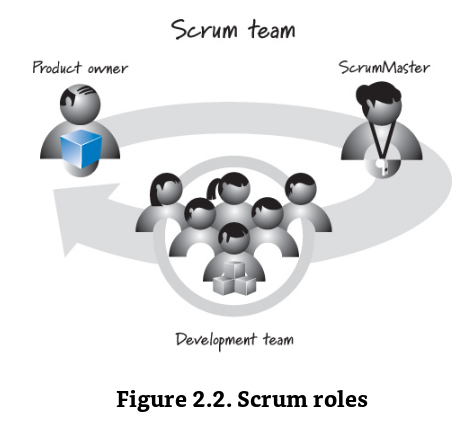 Scrum team
Product owner
ScrumMaster
Development team
Figure 2.2. Scrum roles